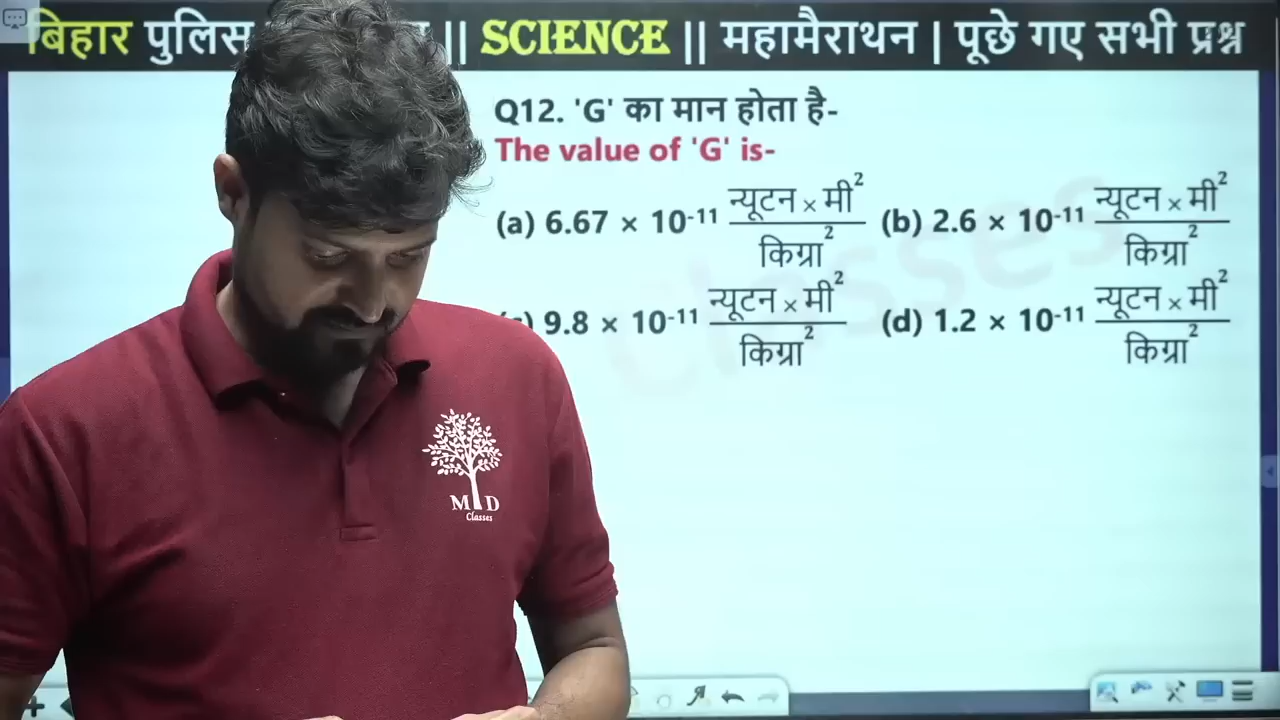 बिहार पुलिस || SCIENCE || महामैराथन | पूछे गए सभी प्रश्न
Q12. 'G' का मान होता है-
The value of 'G' is-
(a) 6.67 × 10⁻¹¹ न्यूटन × मी² / किग्रा² (b) 2.6 × 10⁻¹¹ न्यूटन × मी² / किग्रा²
9.8 × 10⁻¹¹ न्यूटन × मी² / किग्रा² (d) 1.2 × 10⁻¹¹ न्यूटन × मी² / किग्रा²
M D
Classes